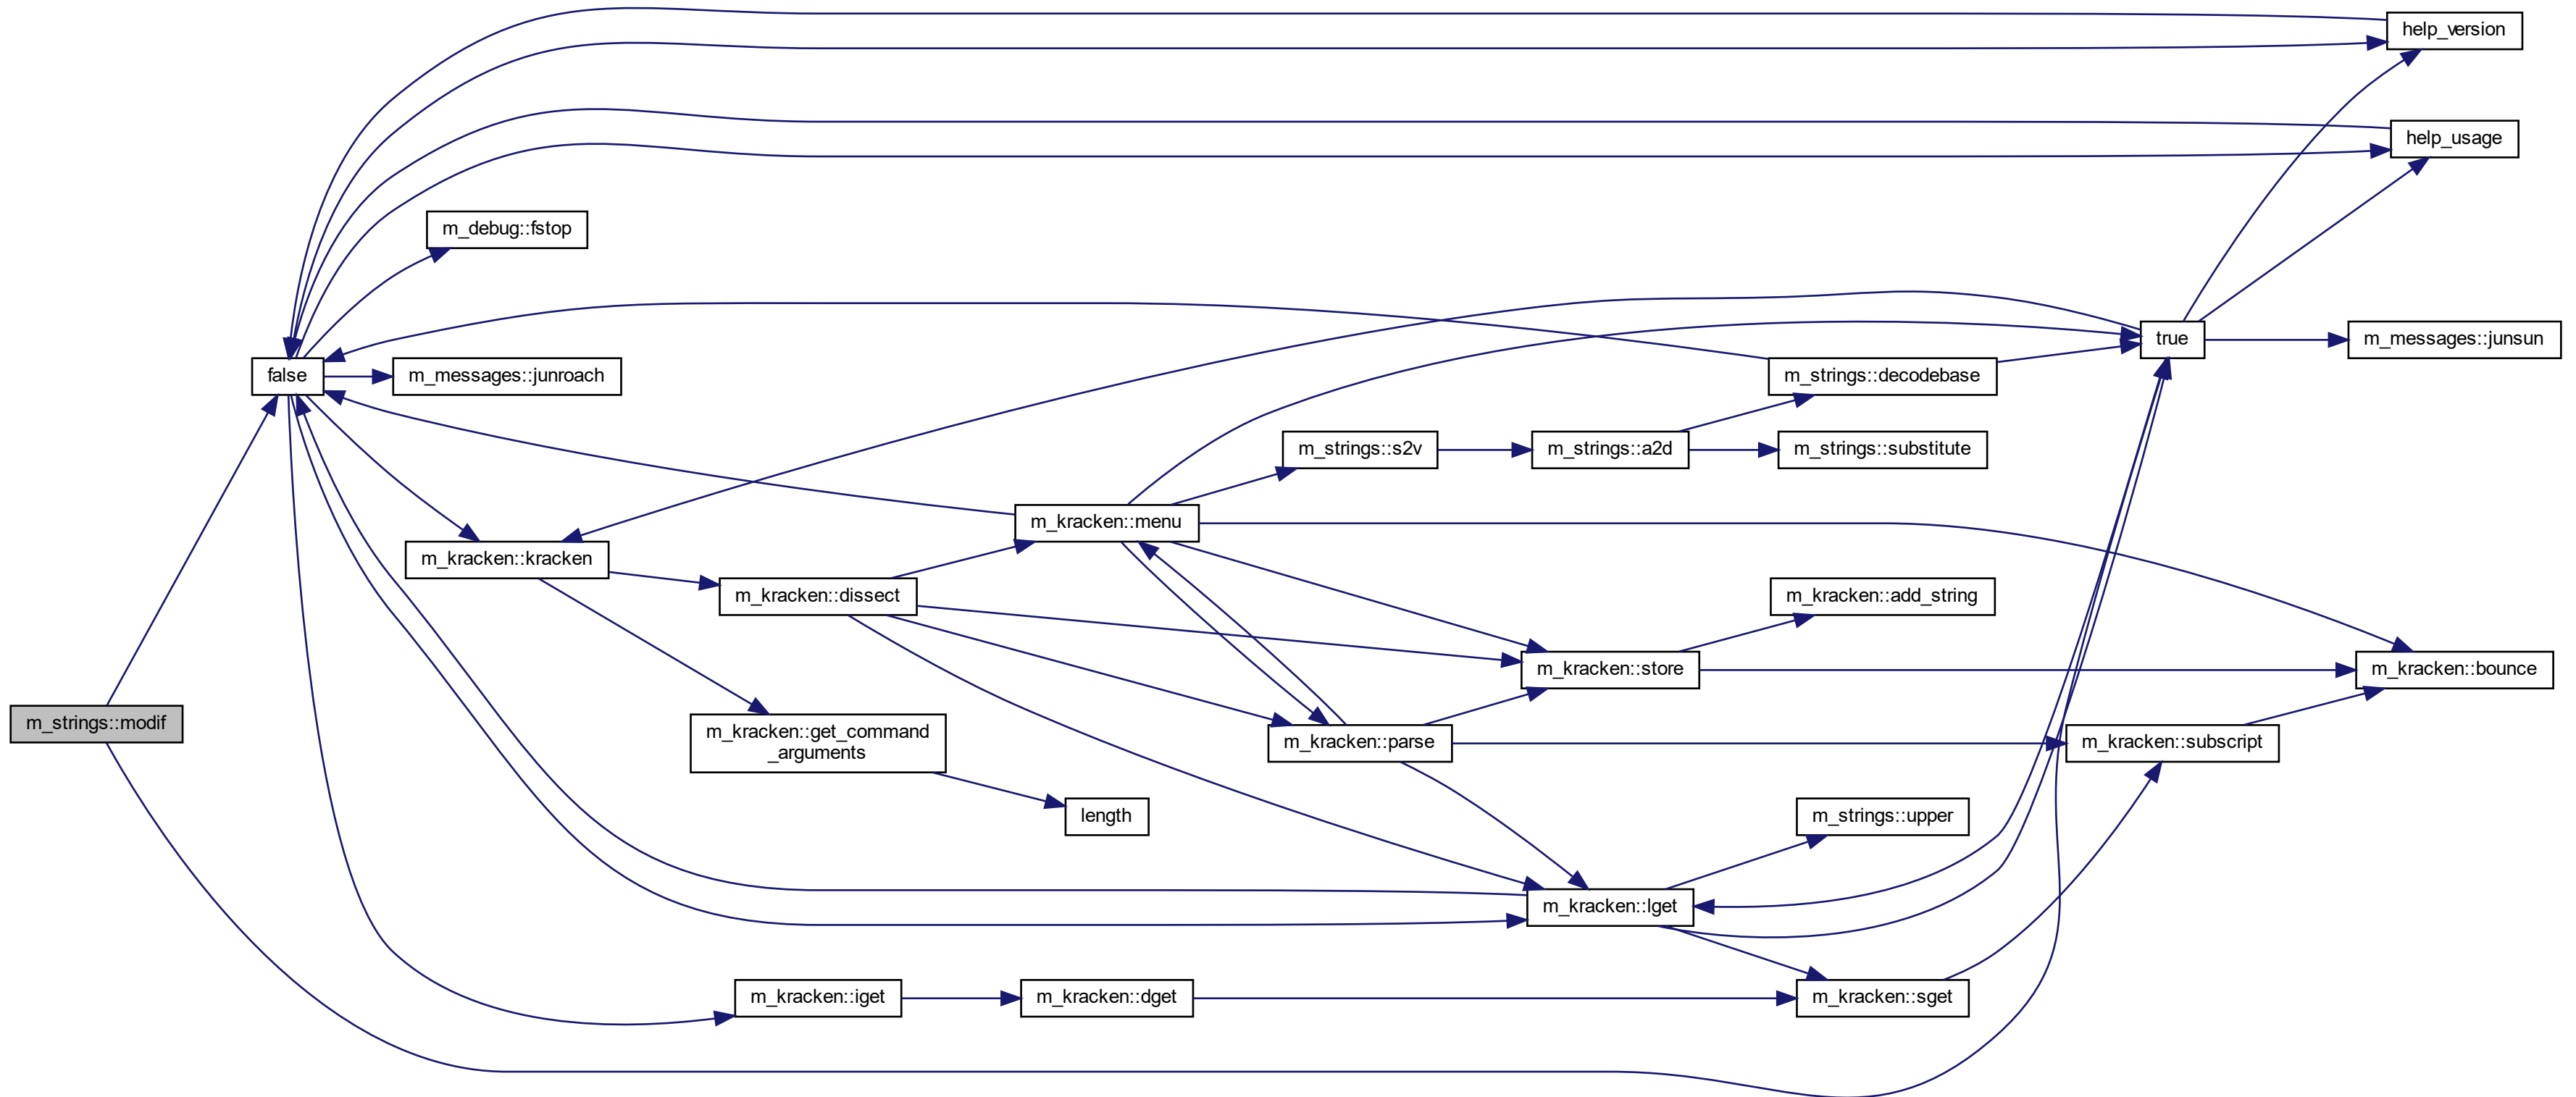 help_version
help_usage
m_debug::fstop
true
m_messages::junsun
false
m_messages::junroach
m_strings::decodebase
m_strings::s2v
m_strings::a2d
m_strings::substitute
m_kracken::menu
m_kracken::kracken
m_kracken::dissect
m_kracken::add_string
m_kracken::store
m_kracken::bounce
m_strings::modif
m_kracken::get_command
_arguments
m_kracken::parse
m_kracken::subscript
length
m_strings::upper
m_kracken::lget
m_kracken::iget
m_kracken::dget
m_kracken::sget